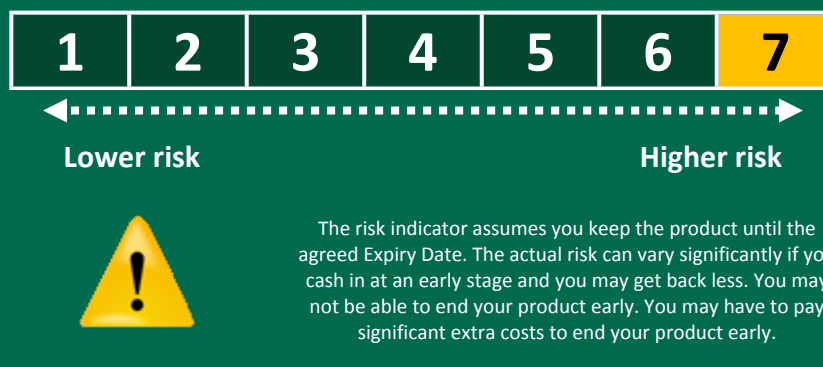 1 2 3 4 5 6 7
Lower risk Higher risk
The risk indicator assumes you keep the product until the
agreed Expiry Date. The actual risk can vary significantly if yo
cash in at an early stage and you may get back less. You may
not be able to end your product early. You may have to pay
significant extra costs to end your product early.